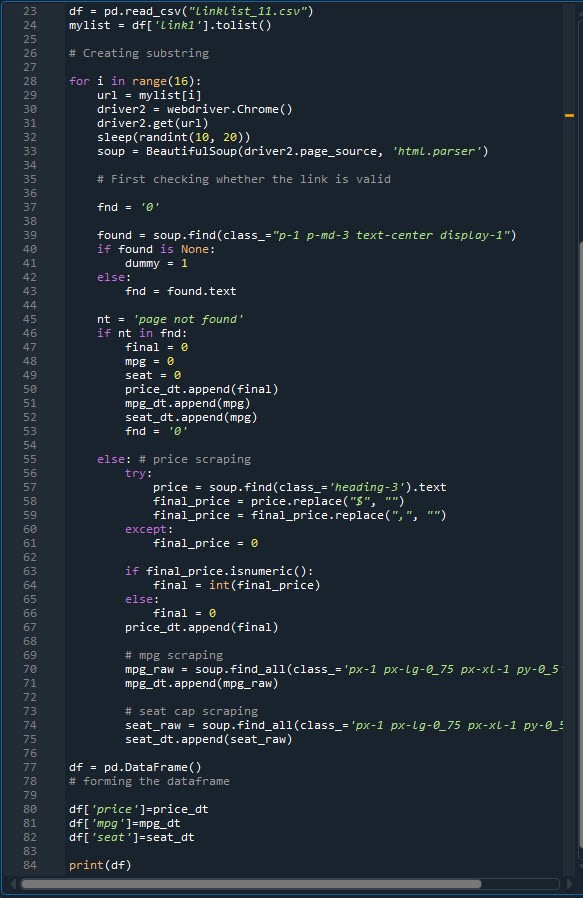 23 df = pd.read_csv("linklist_11.csv")
24 mylist = df['link1'].tolist()
25
26 # Creating substring
27
28 for i in range(16):
29     url = mylist[i]
30     driver2 = webdriver.Chrome()
31     driver2.get(url)
32     sleep(randint(10, 20))
33     soup = BeautifulSoup(driver2.page_source, 'html.parser')
34
35     # First checking whether the link is valid
36
37     fnd = '0'
38
39     found = soup.find(class_="p-1 p-md-3 text-center display-1")
40     if found is None:
41         dummy = 1
42     else:
43         fnd = found.text
44
45     nt = 'page not found'
46     if nt in fnd:
47         final = 0
48         mpg = 0
49         seat = 0
50         price_dt.append(final)
51         mpg_dt.append(mpg)
52         seat_dt.append(mpg)
53         fnd = '0'
54
55     else: # price scraping
56         try:
57             price = soup.find(class_='heading-3').text
58             final_price = price.replace("$", "")
59             final_price = final_price.replace(",", "")
60         except:
61             final_price = 0
62
63         if final_price.isnumeric():
64             final = int(final_price)
65         else:
66             final = 0
67         price_dt.append(final)
68
69         # mpg scraping
70         mpg_raw = soup.find_all(class_='px-1 px-lg-0_75 px-xl-1 py-0_5
71         mpg_dt.append(mpg_raw)
72
73         # seat cap scraping
74         seat_raw = soup.find_all(class_='px-1 px-lg-0_75 px-xl-1 py-0_5
75         seat_dt.append(seat_raw)
76
77 df = pd.DataFrame()
78 # forming the dataframe
79
80 df['price']=price_dt
81 df['mpg']=mpg_dt
82 df['seat']=seat_dt
83
84 print(df)